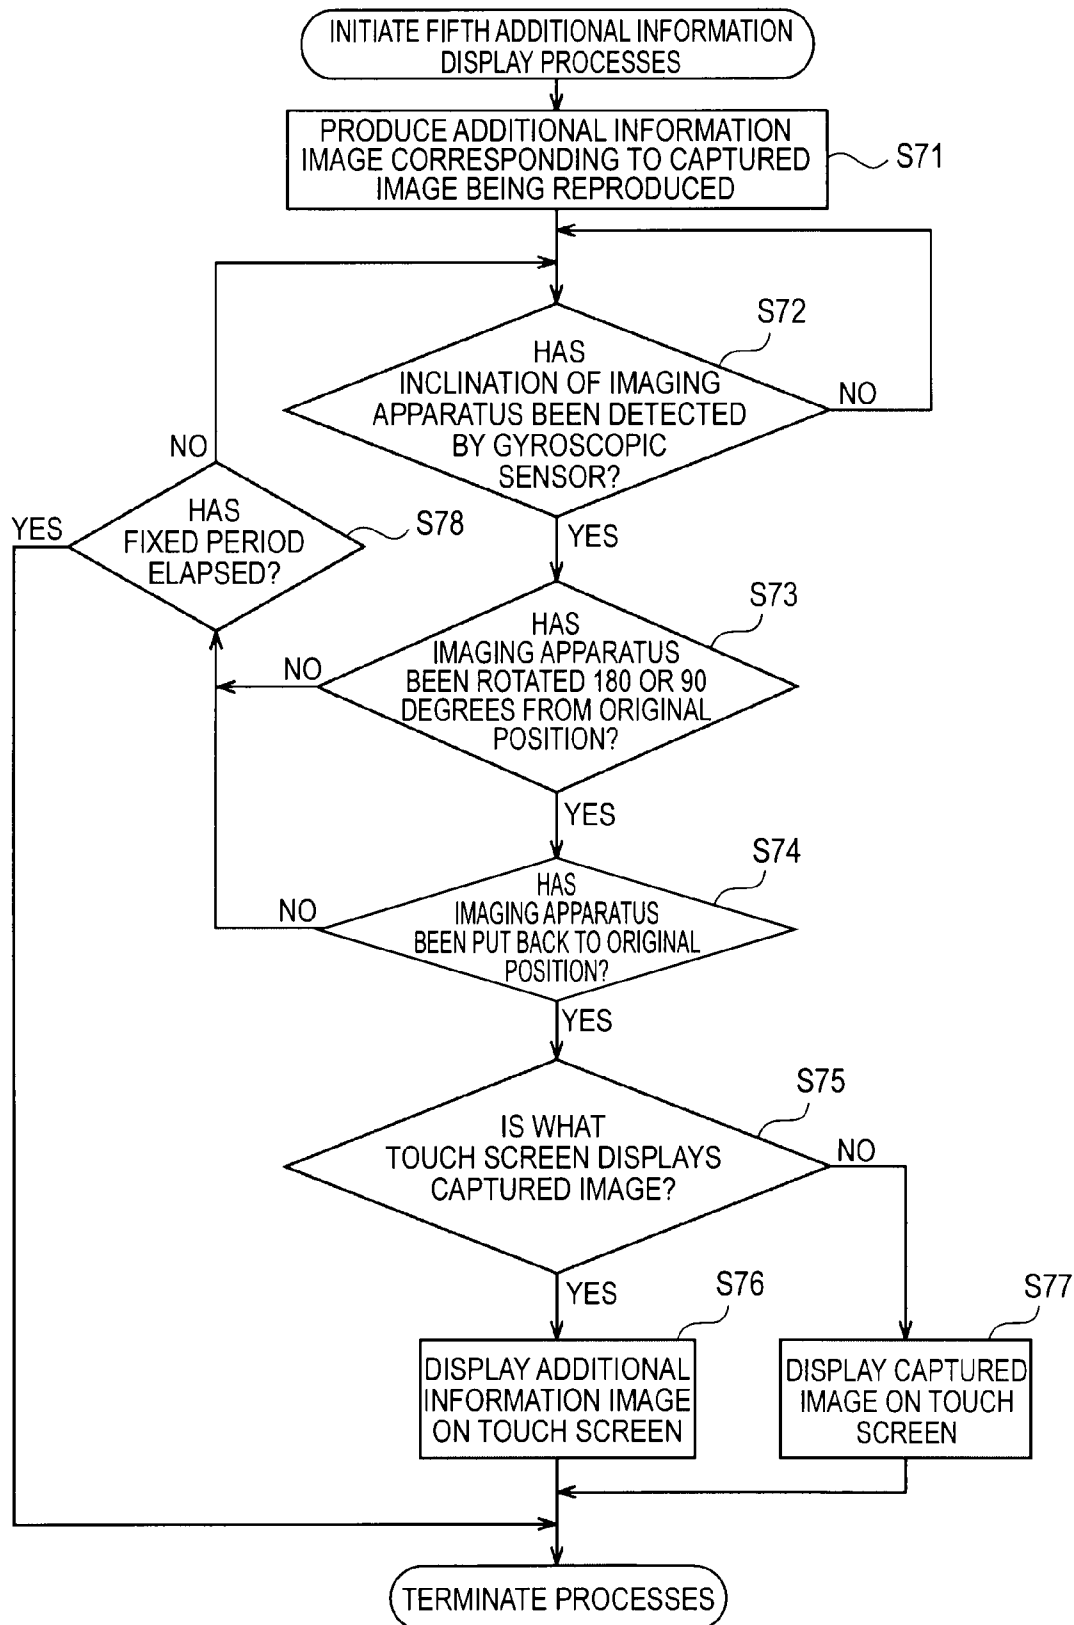 INITIATE FIFTH ADDITIONAL INFORMATION
DISPLAY PROCESSES
PRODUCE ADDITIONAL INFORMATION
IMAGE CORRESPONDING TO CAPTURED
IMAGE BEING REPRODUCED
S71
S72
HAS
INCLINATION OF IMAGING
APPARATUS BEEN DETECTED
BY GYROSCOPIC
SENSOR?
NO
YES
NO
YES
HAS
FIXED PERIOD
ELAPSED?
S78
S73
HAS
IMAGING APPARATUS
BEEN ROTATED 180 OR 90
DEGREES FROM ORIGINAL
POSITION?
NO
YES
S74
HAS
IMAGING APPARATUS
BEEN PUT BACK TO ORIGINAL
POSITION?
NO
YES
S75
IS WHAT
TOUCH SCREEN DISPLAYS
CAPTURED IMAGE?
NO
YES
S76
DISPLAY ADDITIONAL
INFORMATION IMAGE
ON TOUCH SCREEN
S77
DISPLAY CAPTURED
IMAGE ON TOUCH
SCREEN
TERMINATE PROCESSES